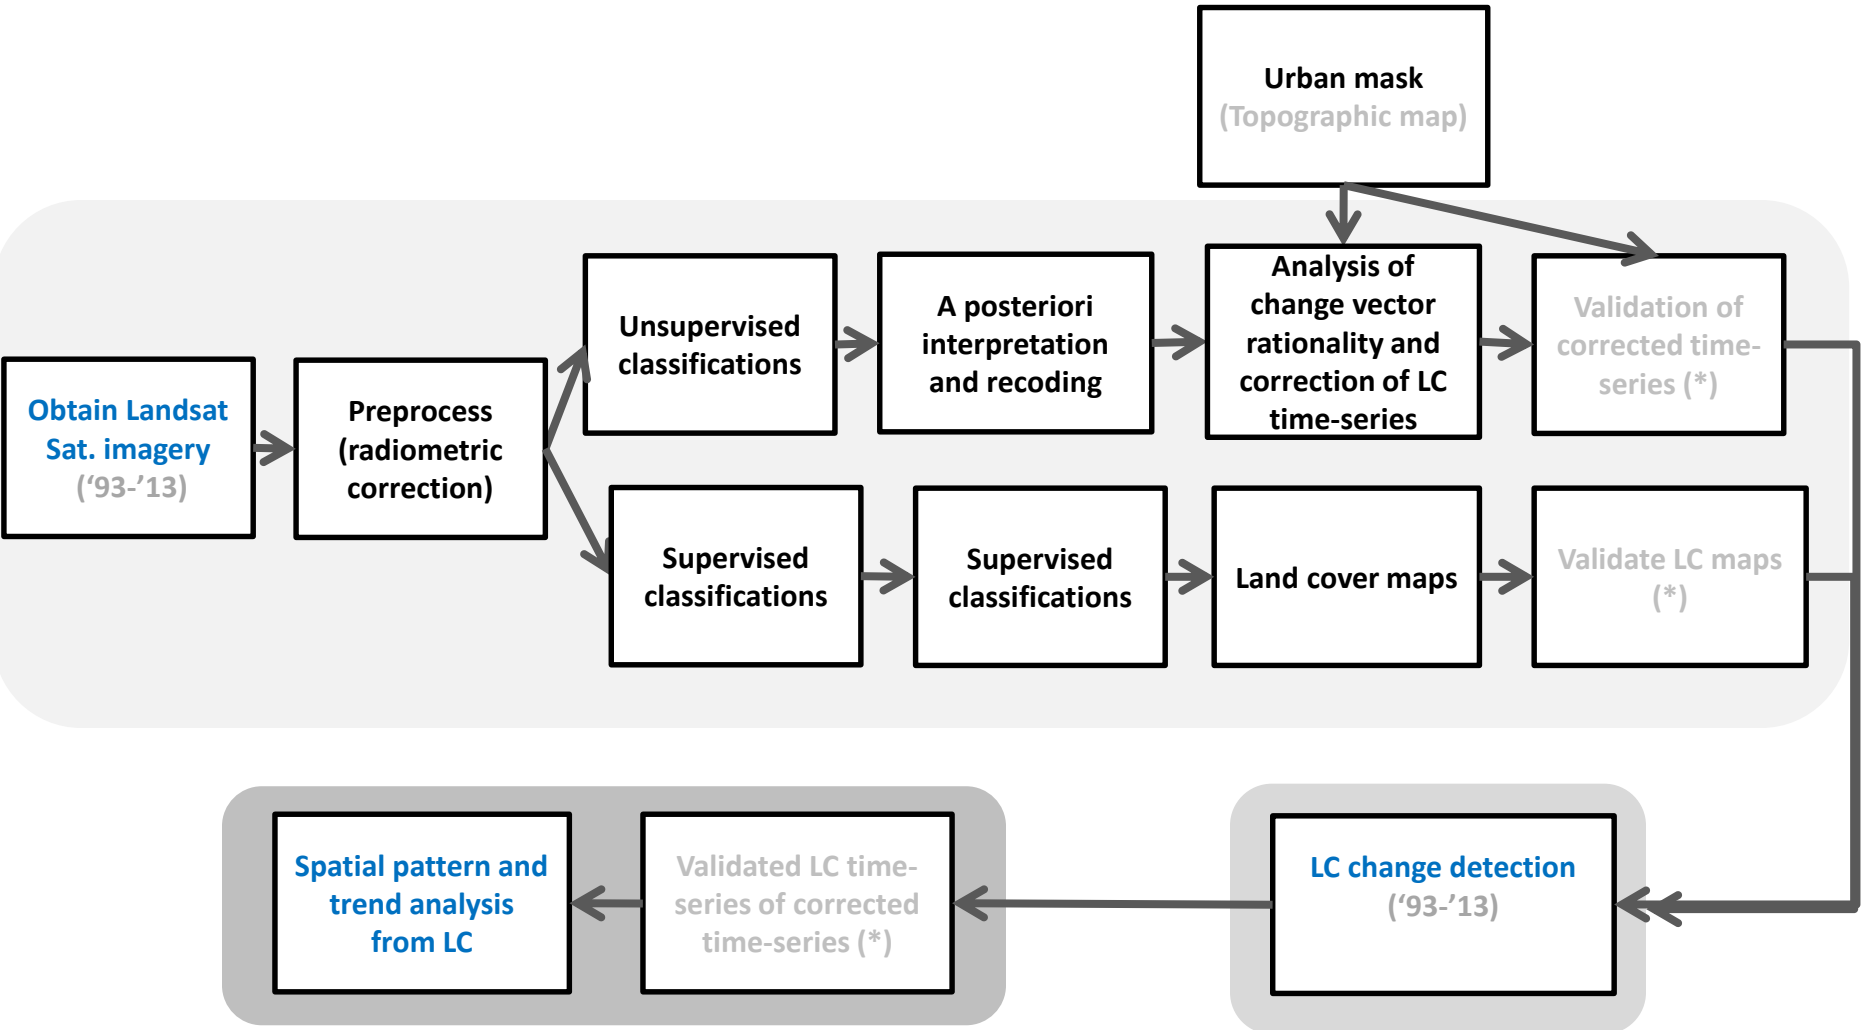 Urban mask
(Topographic map)
Obtain Landsat
Sat. imagery
(‘93-’13)
Preprocess
(radiometric
correction)
Unsupervised
classifications
A posteriori
interpretation
and recoding
Analysis of
change vector
rationality and
correction of LC
time-series
Validation of
corrected time-
series (*)
Supervised
classifications
Supervised
classifications
Land cover maps
Validate LC maps
(*)
Spatial pattern and
trend analysis
from LC
Validated LC time-
series of corrected
time-series (*)
LC change detection
(‘93-’13)